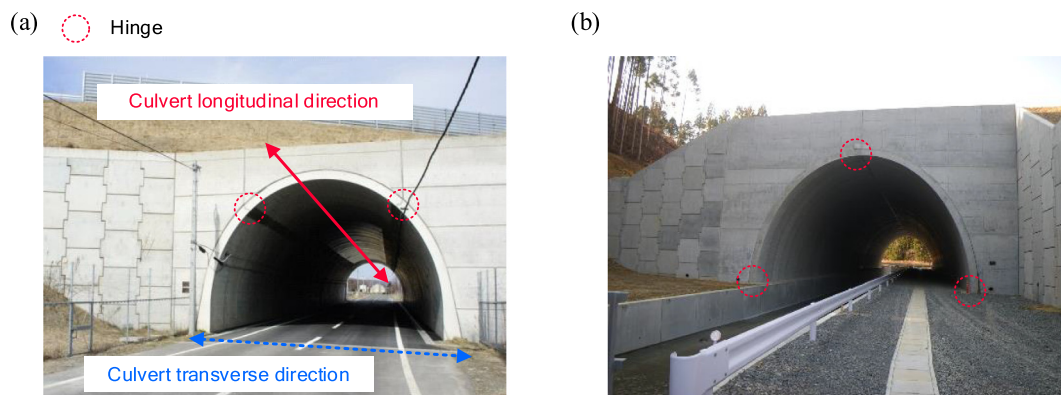 (a)
Hinge
(b)
Culvert longitudinal direction
Culvert transverse direction